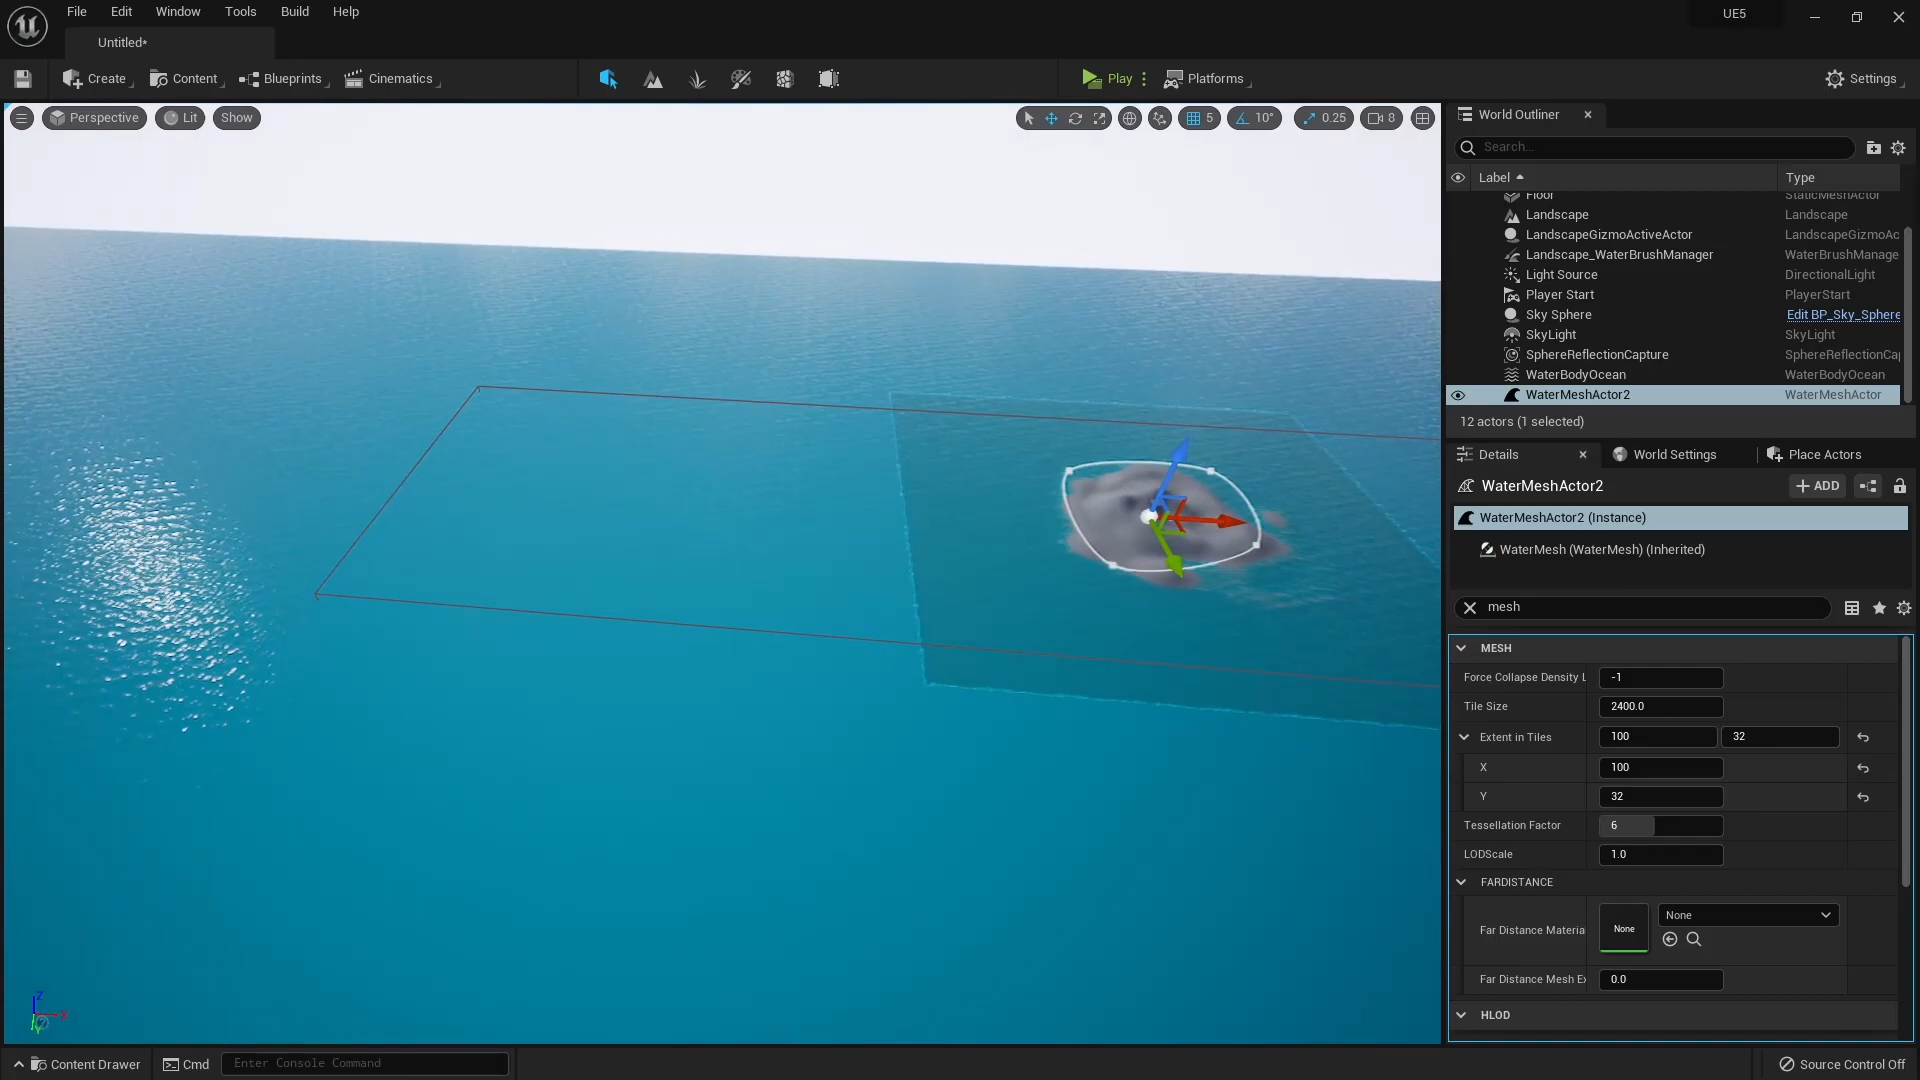 File Edit Window Tools Build Help
UE5
Untitled*
Create Content Blueprints Cinematics Play Platforms Settings
Perspective Lit Show
5 10° 0.25 8
World Outliner
Search...
Label Type
Floor StaticMeshActor
Landscape Landscape
LandscapeGizmoActiveActor LandscapeGizmoAc
Landscape_WaterBrushManager WaterBrushManage
Light Source DirectionalLight
Player Start PlayerStart
Sky Sphere Edit BP_Sky_Sphere
SkyLight SkyLight
SphereReflectionCapture SphereReflectionCa
WaterBodyOcean WaterBodyOcean
WaterMeshActor2 WaterMeshActor
12 actors (1 selected)
Details World Settings Place Actors
WaterMeshActor2 ADD
WaterMeshActor2 (Instance)
WaterMesh (WaterMesh) (Inherited)
mesh
MESH
Force Collapse Density L -1
Tile Size 2400.0
Extent in Tiles 100 32
X 100
Y 32
Tessellation Factor 6
LODScale 1.0
FARDISTANCE
None
Far Distance Materia None
Far Distance Mesh Ex 0.0
HLOD
Z X Y
Content Drawer Cmd Enter Console Command Source Control Off